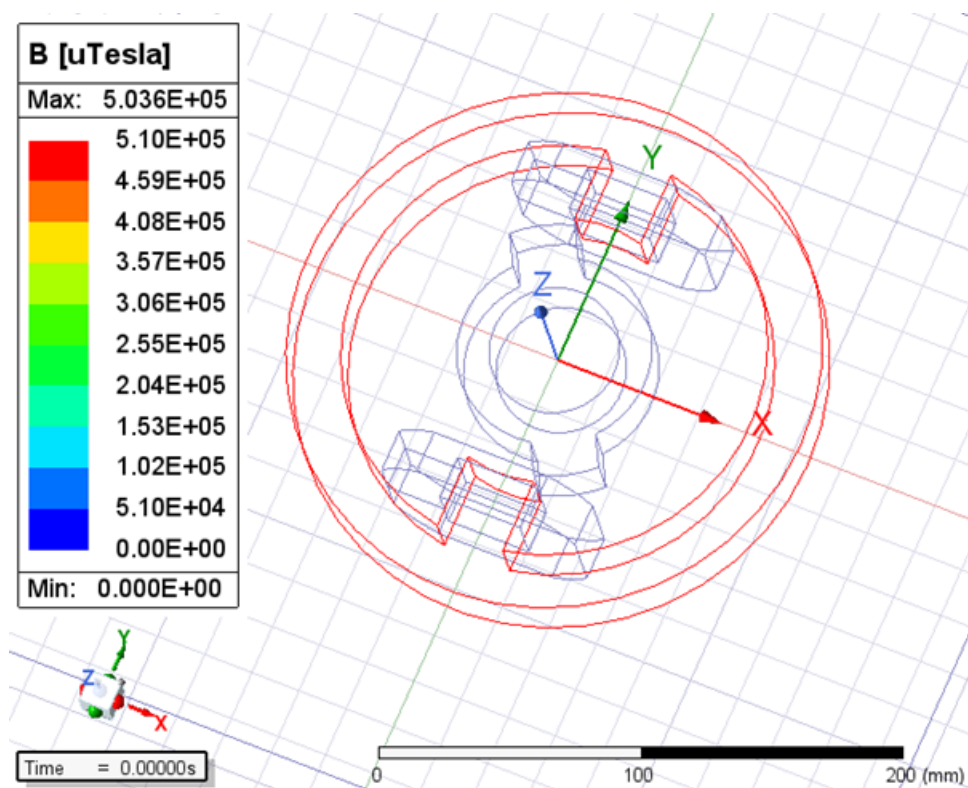 B [uTesla]
Max: 5.036E+05
5.10E+05
4.59E+05
4.08E+05
3.57E+05
3.06E+05
2.55E+05
2.04E+05
1.53E+05
1.02E+05
5.10E+04
0.00E+00
Min: 0.000E+00
Y
Z
X
Y
Z
X
Time = 0.00000s
0 100 200 (mm)